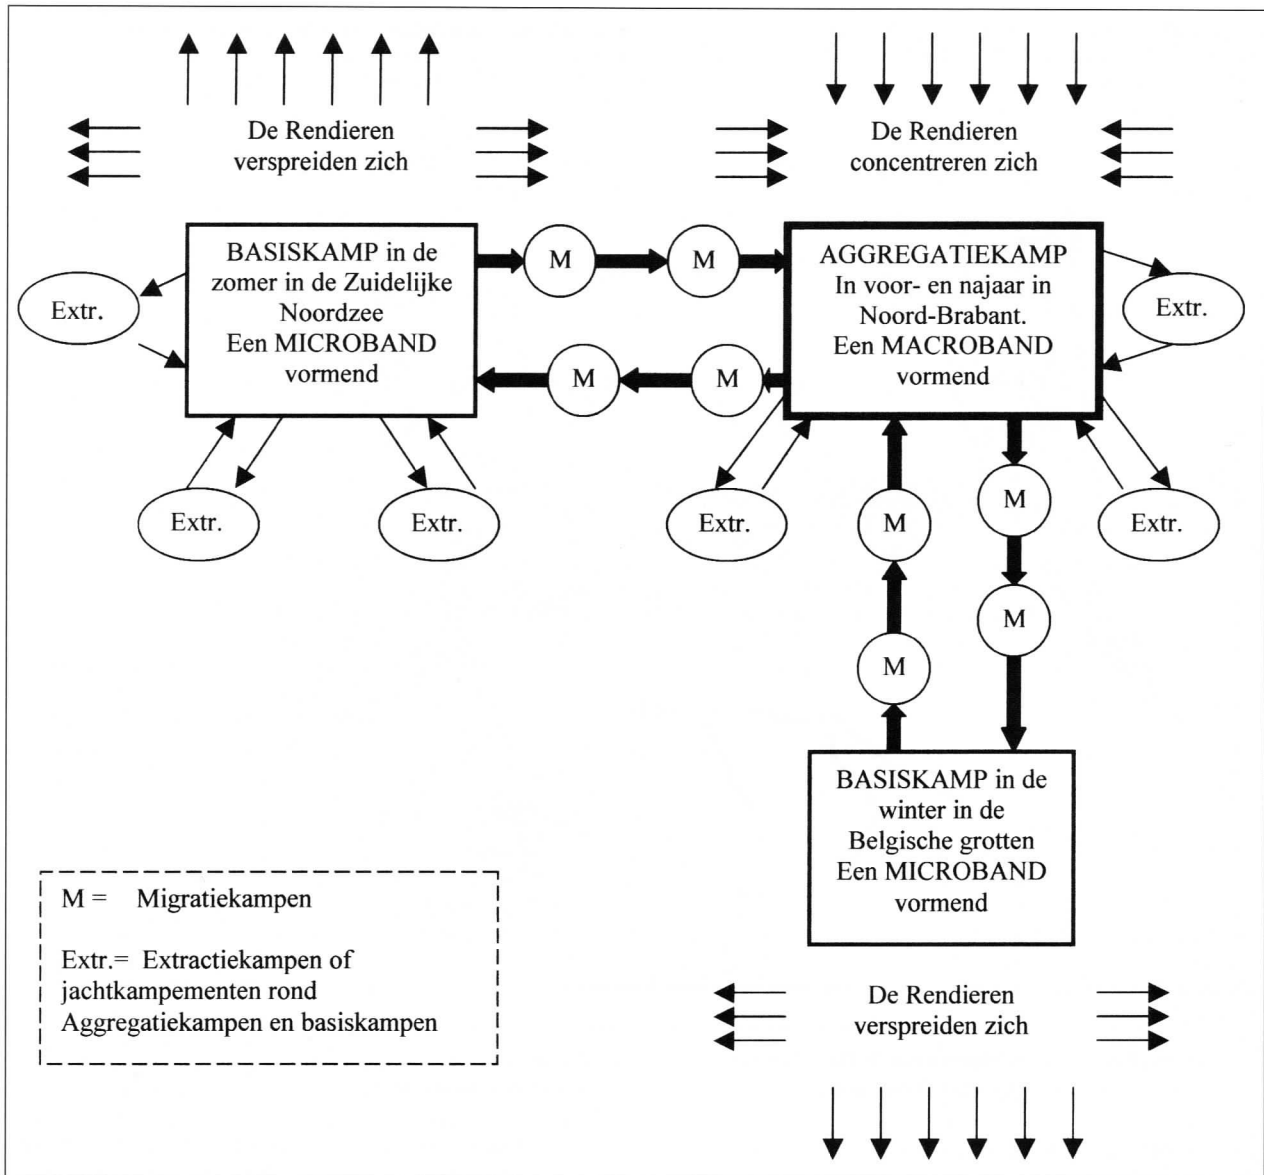 De Rendieren
verspreiden zich
De Rendieren
concentreren zich
BASISKAMP in de
zomer in de Zuidelijke
Noordzee
Een MICROBAND
vormend
M
M
AGGREGATIEKAMP
In voor- en najaar in
Noord-Brabant.
Een MACROBAND
vormend
Extr.
Extr.
M
M
Extr.
Extr.
Extr.
M
M
Extr.
M
M
BASISKAMP in de
winter in de
Belgische grotten
Een MICROBAND
vormend
M = Migratiekampen
Extr.= Extractiekampen of
jachtkampementen rond
Aggregatiekampen en basiskampen
De Rendieren
verspreiden zich